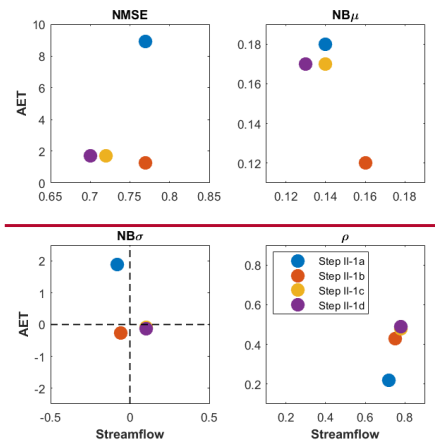 NMSE
NBμ
10
8
6
4
2
0
AET
0.65 0.7 0.75 0.8 0.85
0.18
0.16
0.14
0.12
0.12 0.14 0.16 0.18
NBσ
ρ
2
1
0
-1
-2
AET
-0.5 0 0.5
Streamflow
0.8
0.6
0.4
0.2
Step II-1a
Step II-1b
Step II-1c
Step II-1d
0.2 0.4 0.6 0.8
Streamflow